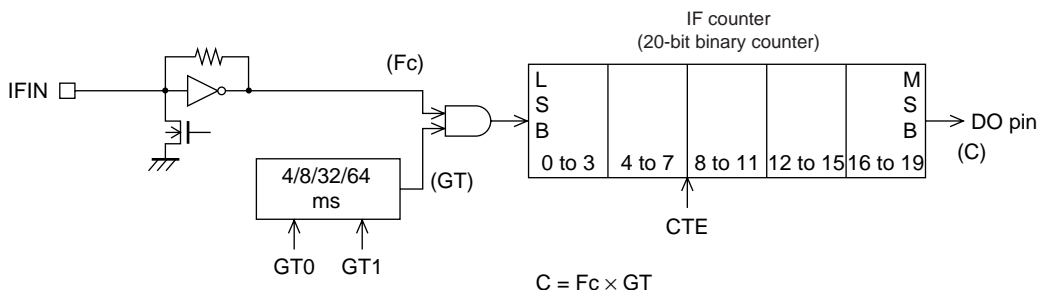 IF counter
(20-bit binary counter)
IFIN
(Fc)
L
S
B
M
S
B
DO pin
(C)
0 to 3
4 to 7
8 to 11
12 to 15
16 to 19
4/8/32/64
ms
(GT)
CTE
GT0
GT1
C = Fc × GT